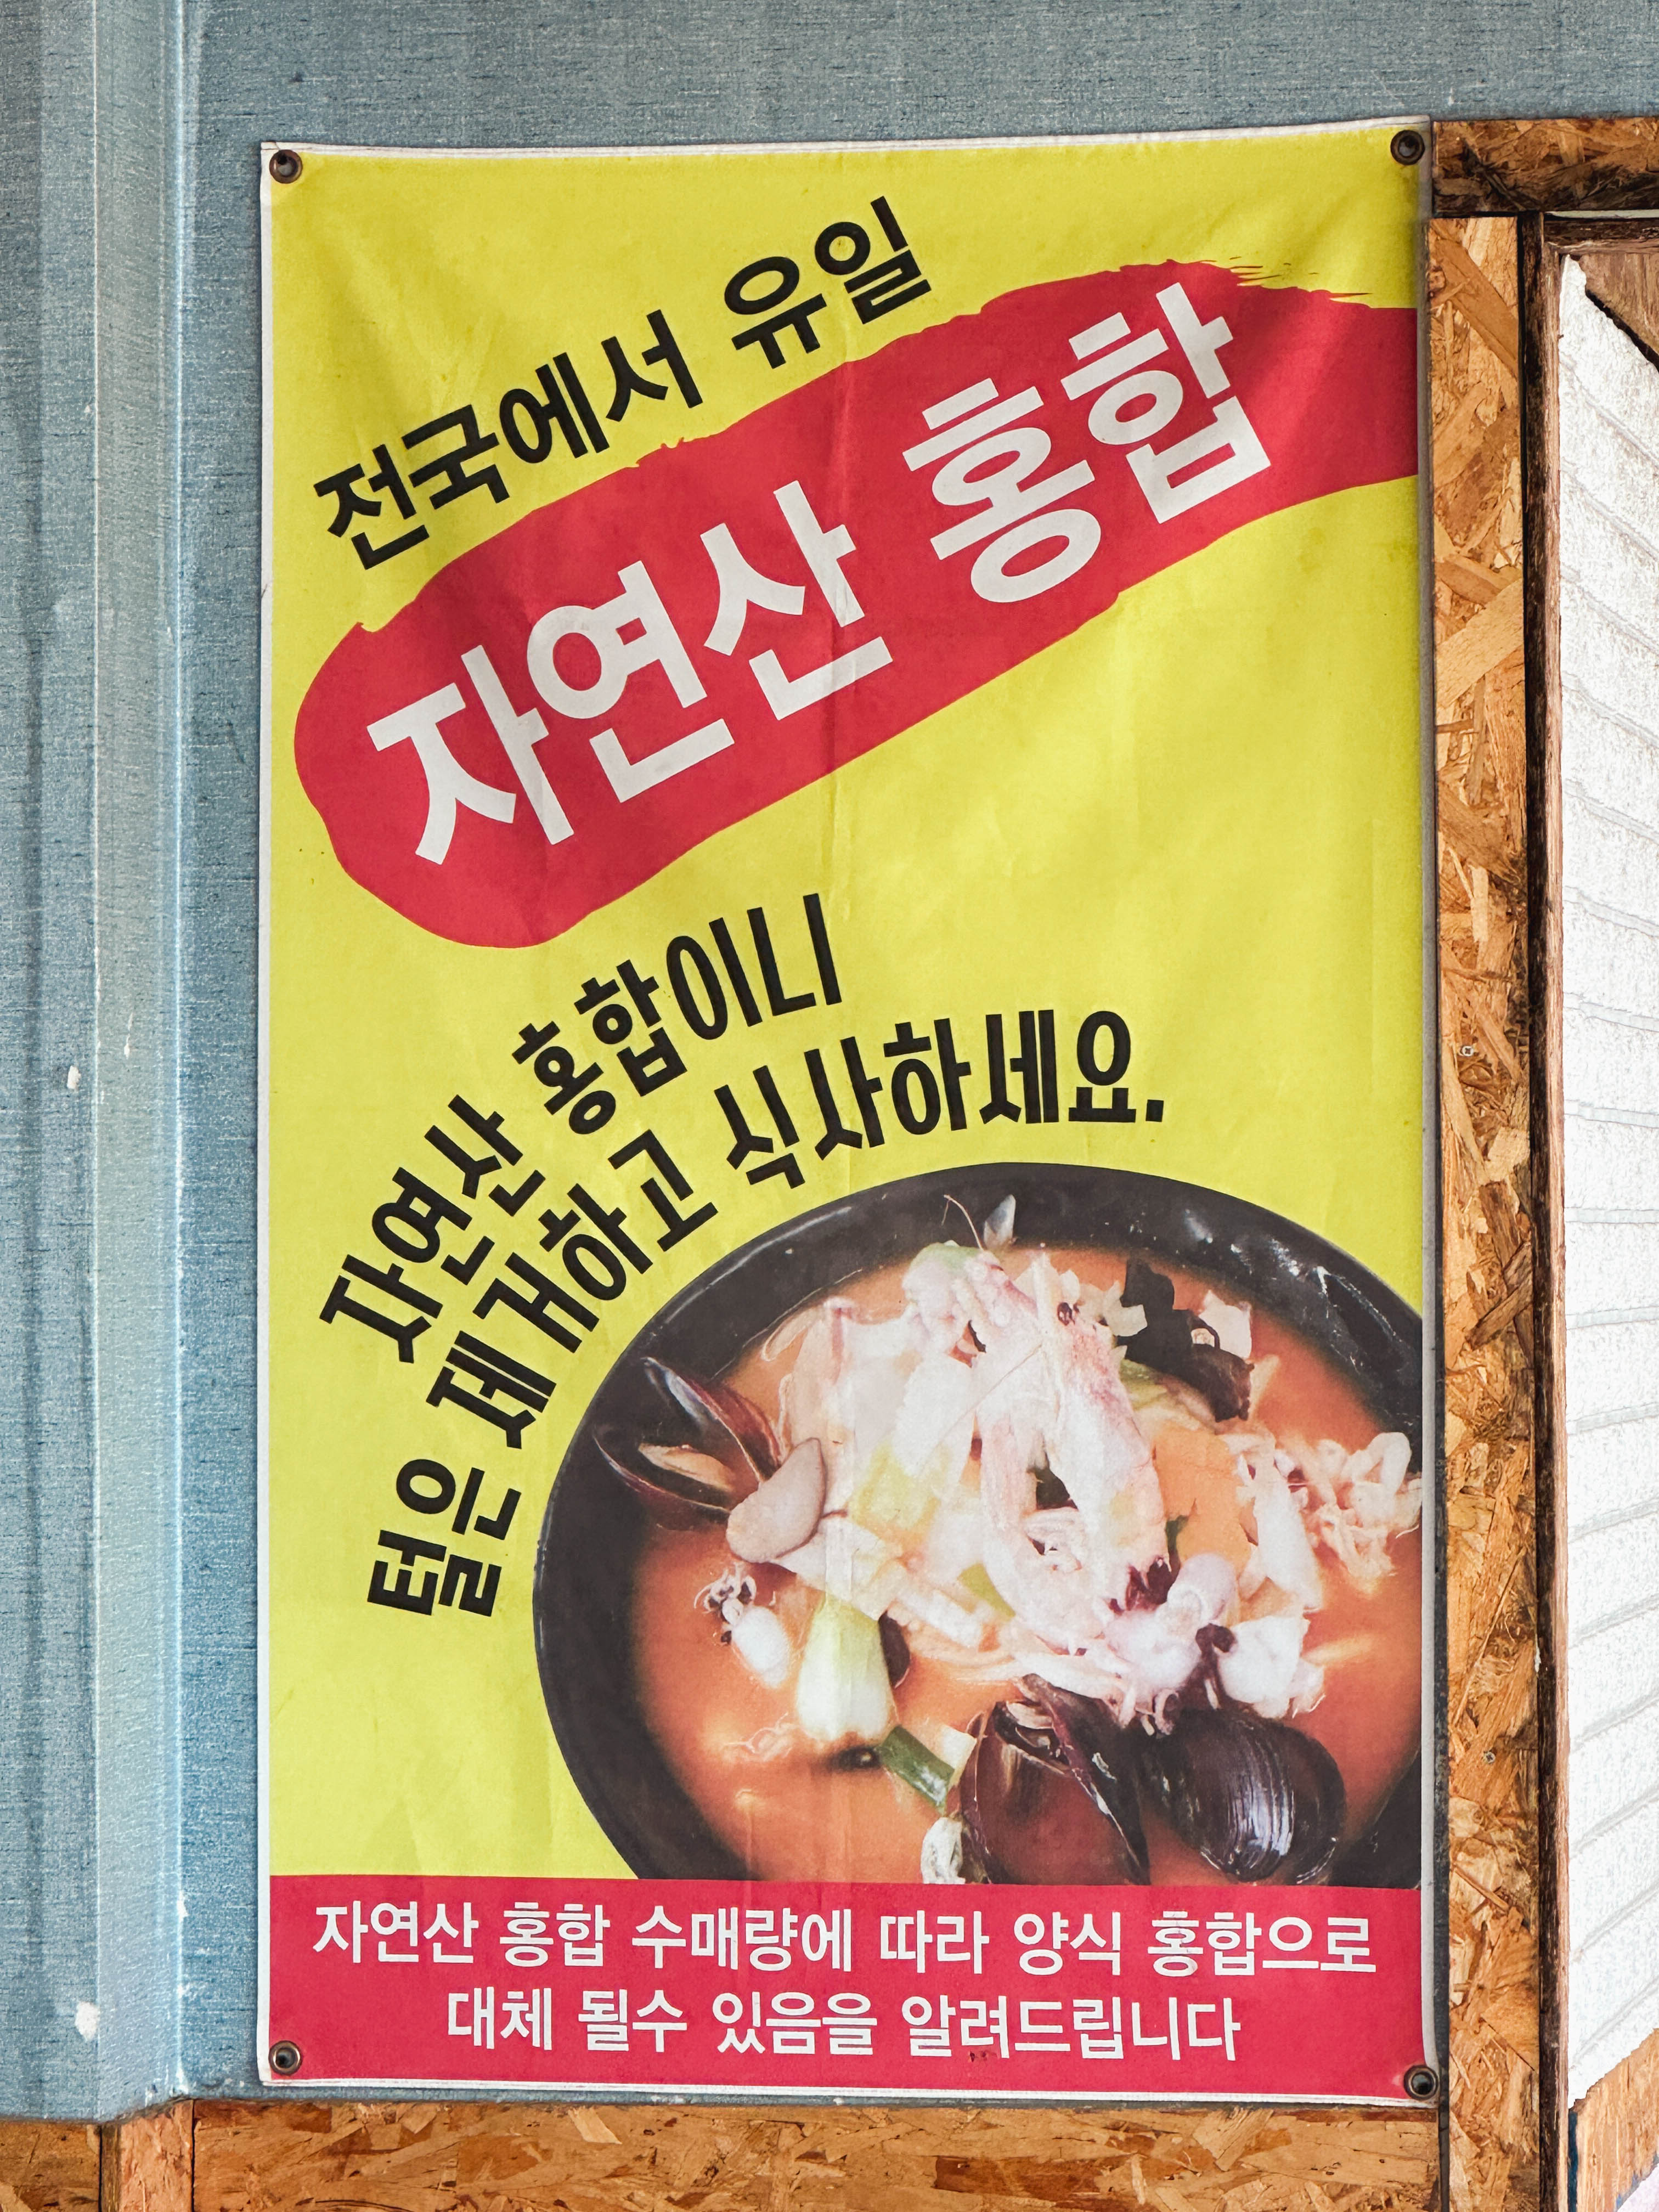 전국에서 유일
자연산 홍합
자연산 홍합이니
털은 제거하고 식사하세요.
자연산 홍합 수매량에 따라 양식 홍합으로
대체 될수 있음을 알려드립니다